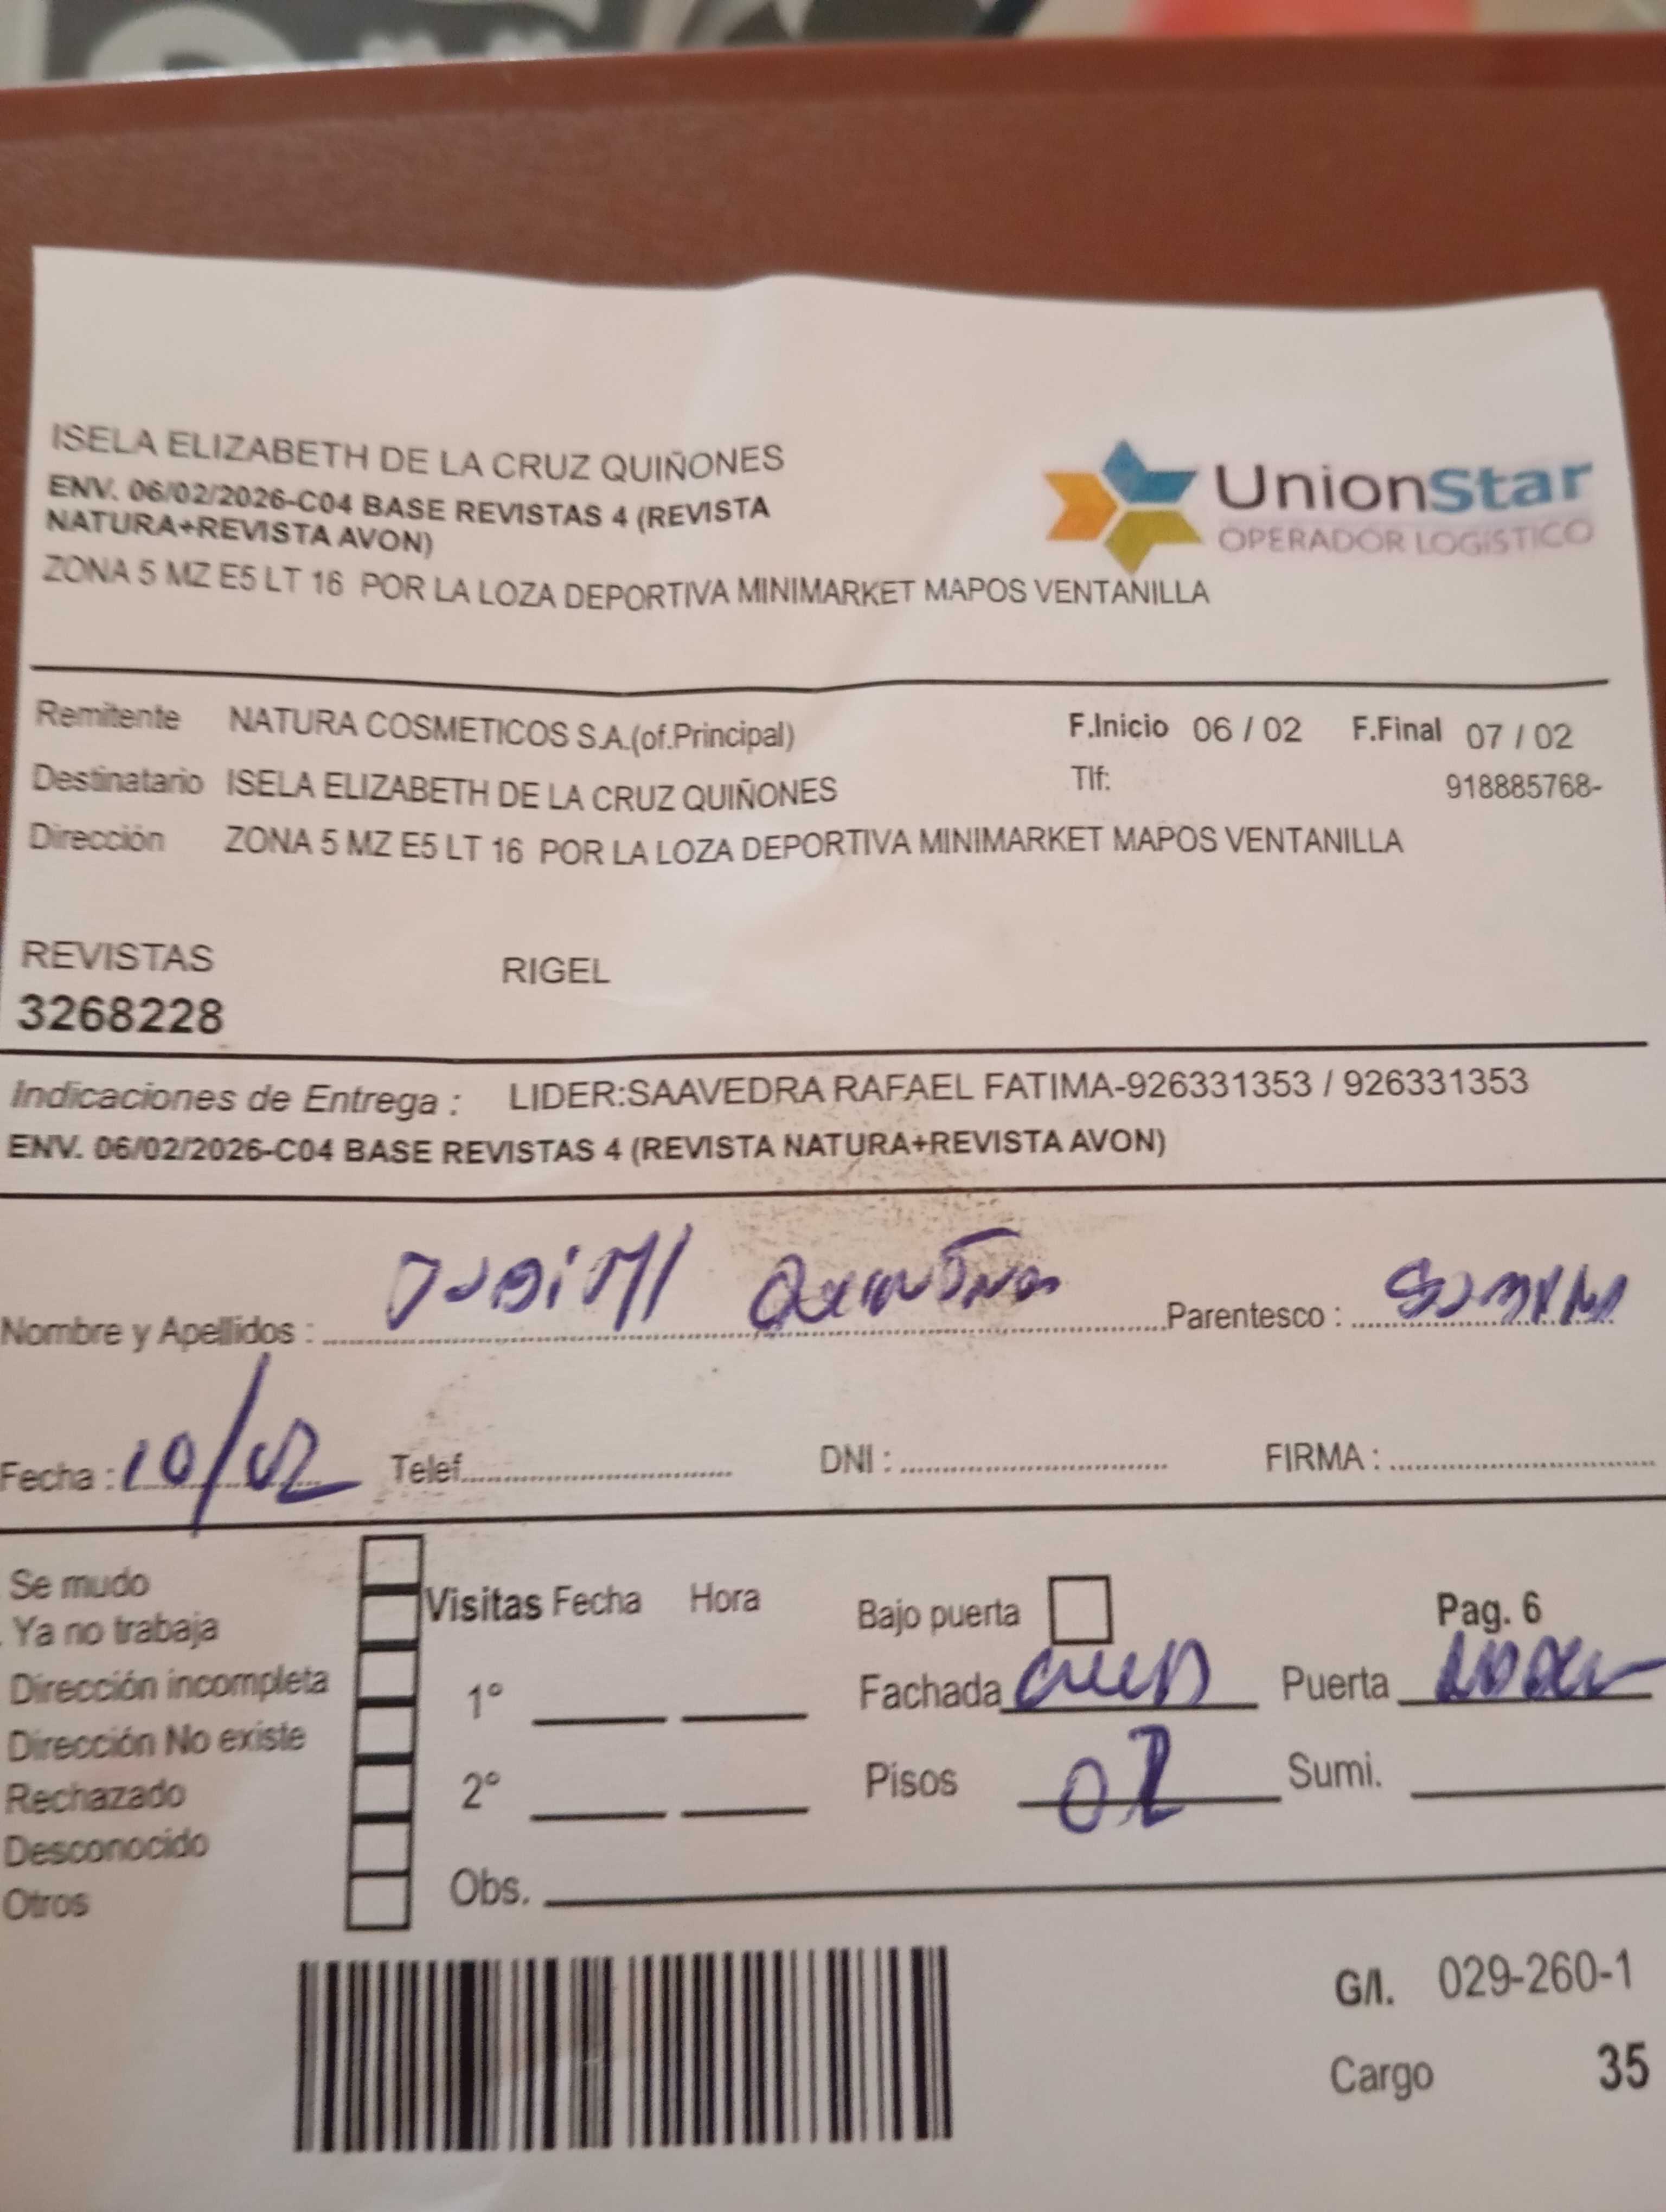 ISELA ELIZABETH DE LA CRUZ QUIÑONES
ENV. 06/02/2026-C04 BASE REVISTAS 4 (REVISTA
NATURA+REVISTA AVON)
ZONA 5 MZ E5 LT 16 POR LA LOZA DEPORTIVA MINIMARKET MAPOS VENTANILLA
UnionStar
OPERADOR LOGÍSTICO
Remitente NATURA COSMETICOS S.A.(of.Principal) F.Inicio 06 / 02 F.Final 07 / 02
Destinatario ISELA ELIZABETH DE LA CRUZ QUIÑONES Tlf: 918885768-
Dirección ZONA 5 MZ E5 LT 16 POR LA LOZA DEPORTIVA MINIMARKET MAPOS VENTANILLA
REVISTAS RIGEL
3268228
Indicaciones de Entrega : LIDER:SAAVEDRA RAFAEL FATIMA-926331353 / 926331353
ENV. 06/02/2026-C04 BASE REVISTAS 4 (REVISTA NATURA+REVISTA AVON)
Nombre y Apellidos : Parentesco :
Fecha : 10/02 Telef. DNI : FIRMA :
Se mudo
Ya no trabaja
Dirección incompleta
Dirección No existe
Rechazado
Desconocido
Otros
Visitas Fecha Hora
1°
2°
Obs.
Bajo puerta Pag. 6
Fachada Puerta
Pisos 02 Sumi.
G/I. 029-260-1
Cargo 35